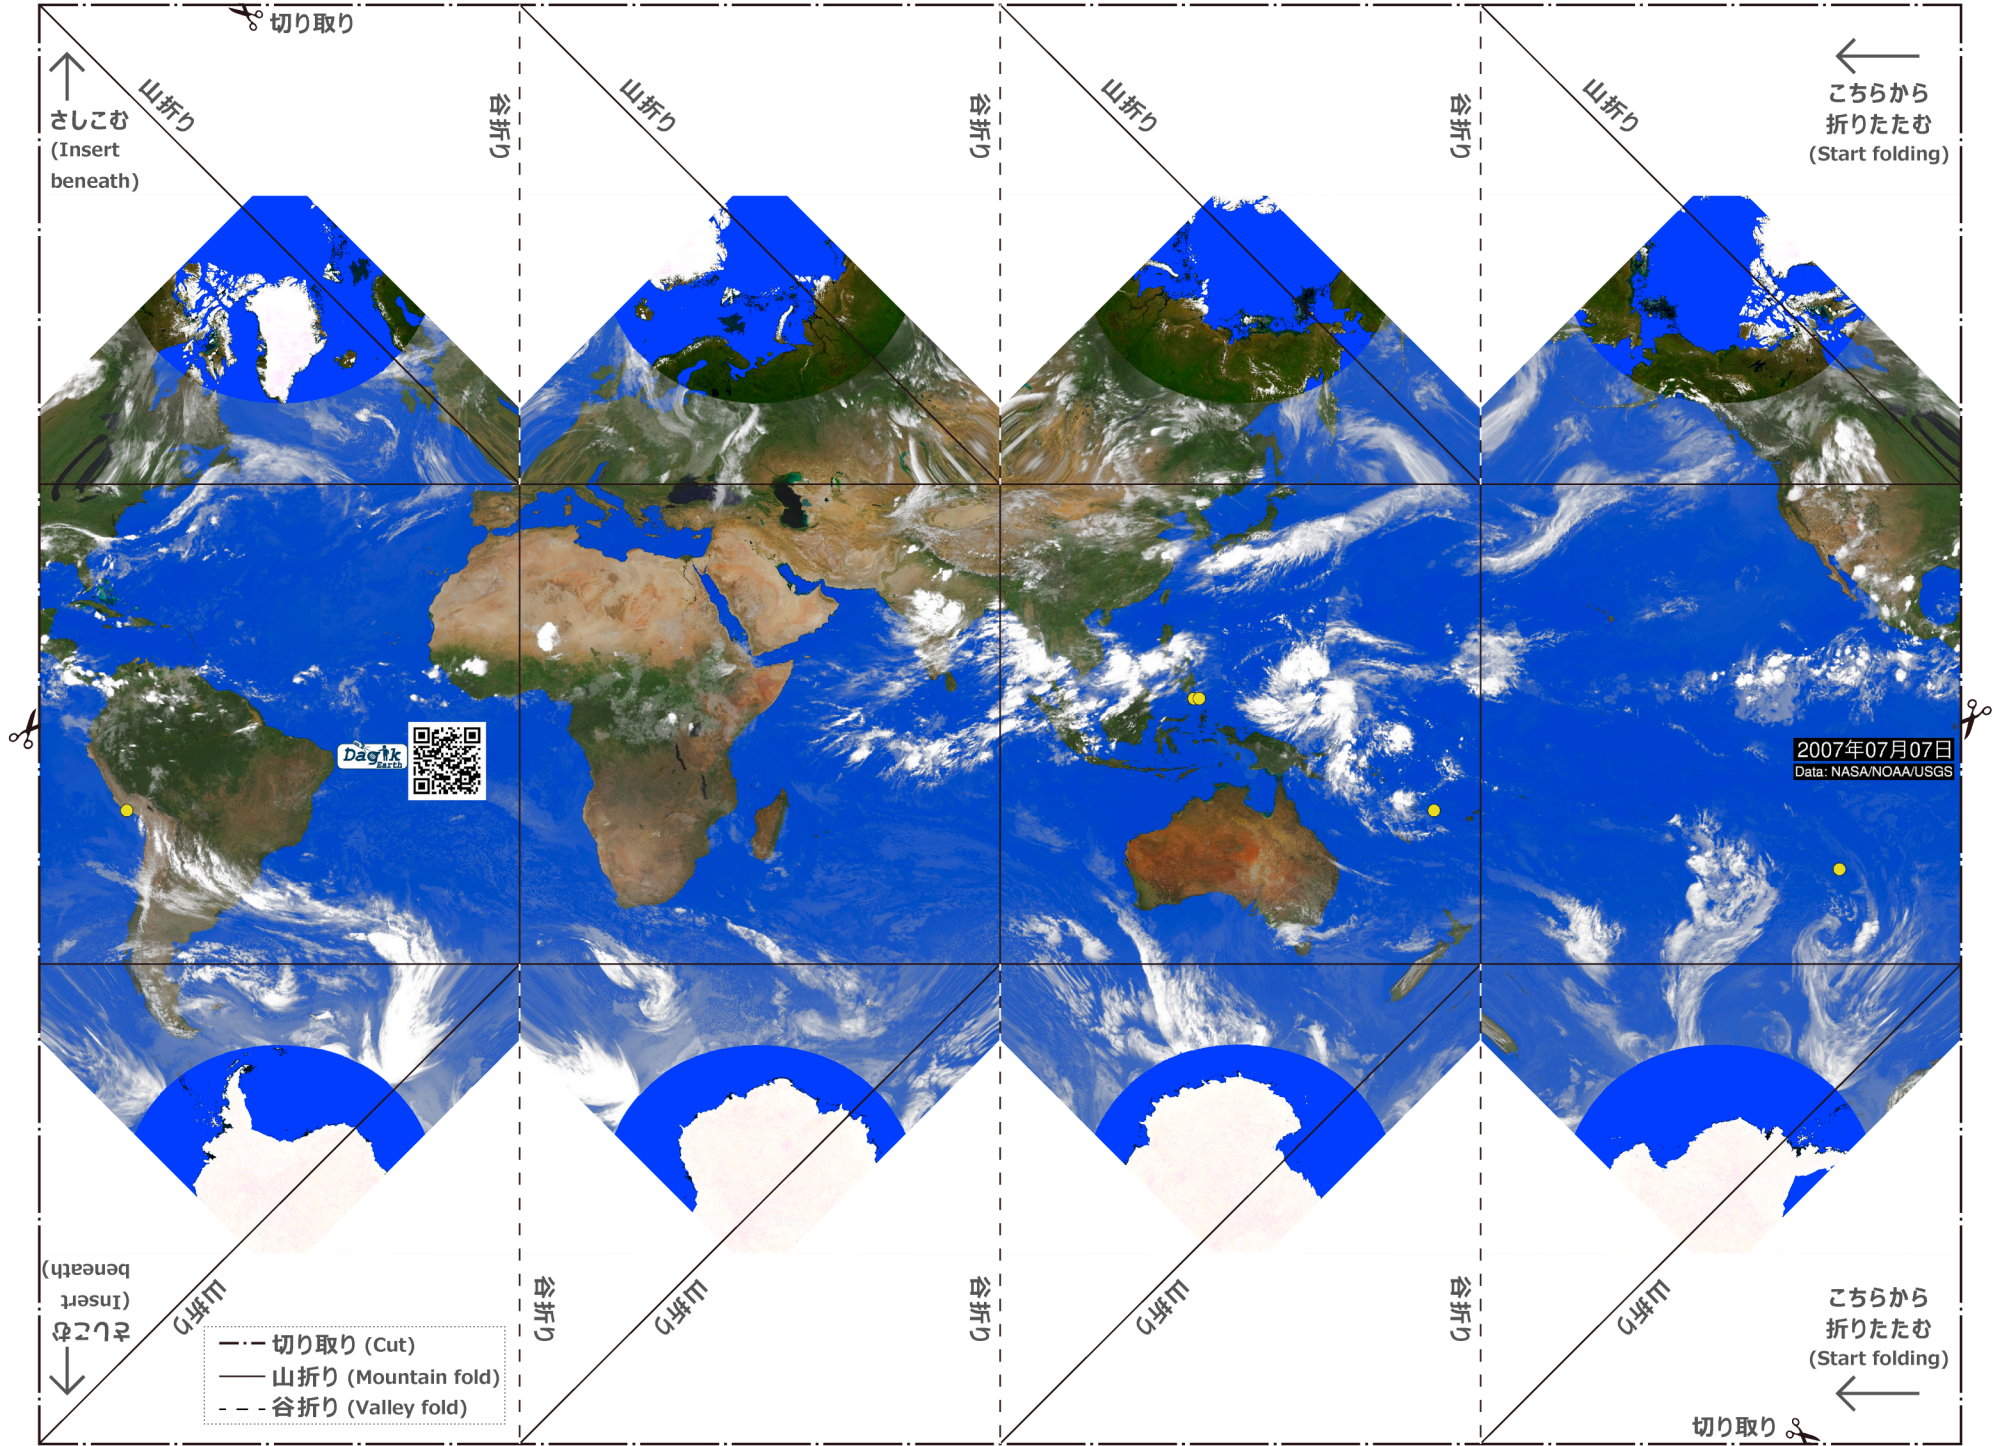 切り取り
さしこむ
(Insert
beneath)
山折り
谷折り
山折り
谷折り
山折り
谷折り
山折り
こちらから
折りたたむ
(Start folding)
Dagik
Earth
2007年07月07日
Data: NASA/NOAA/USGS
さしこむ
(Insert
beneath)
山折り
谷折り
山折り
谷折り
山折り
谷折り
山折り
こちらから
折りたたむ
(Start folding)
切り取り (Cut)
山折り (Mountain fold)
谷折り (Valley fold)
切り取り